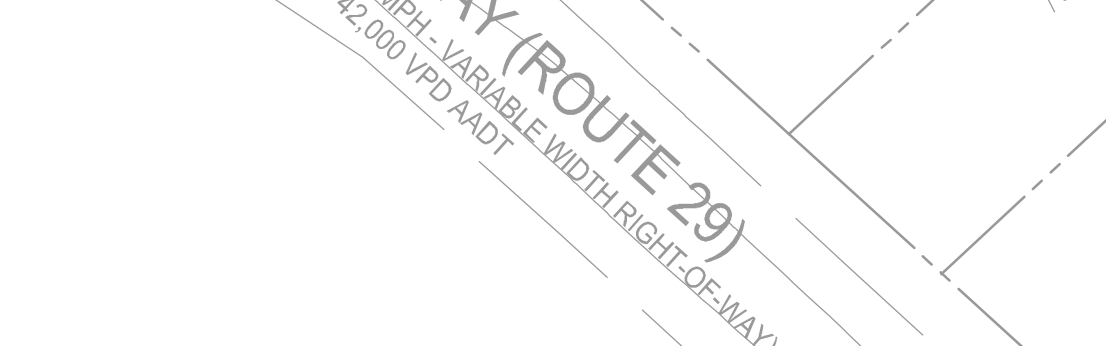 AY (ROUTE 29)
MPH - VARIABLE WIDTH RIGHT-OF-WAY)
42,000 VPD AADT